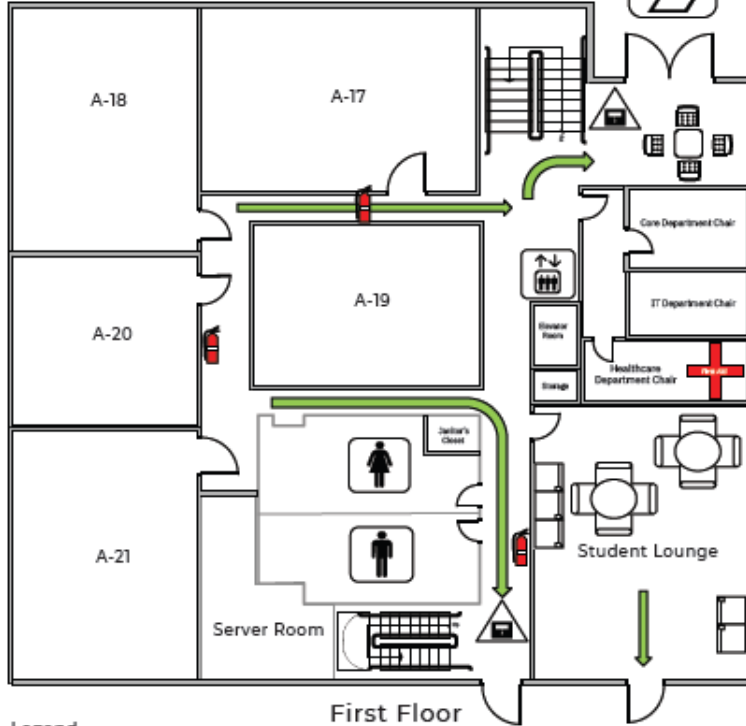 A-18
A-17
Core Department Chair
A-19
IT Department Chair
A-20
Elevator
Room
Healthcare
Department Chair
First Aid
Storage
Janitor's
Closet
A-21
Student Lounge
Server Room
First Floor
Legend